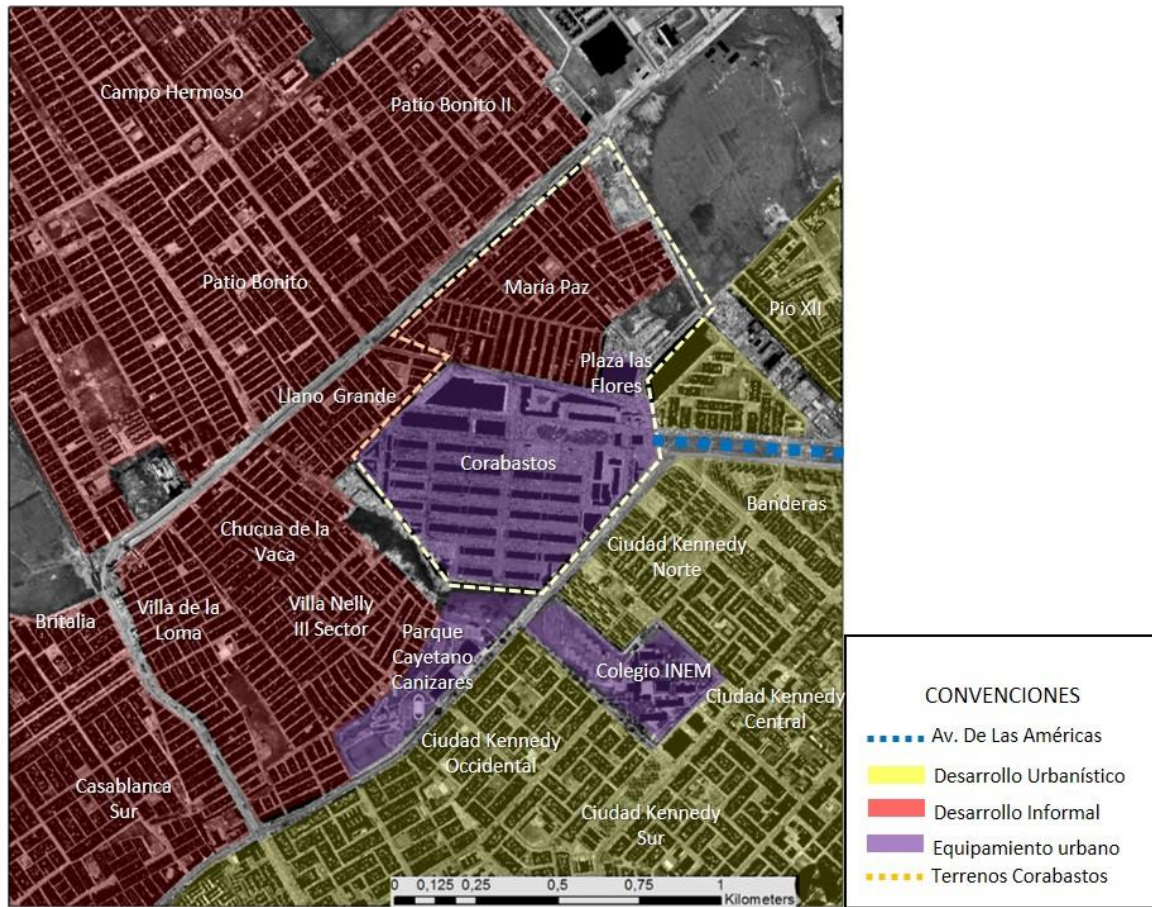 Campo Hermoso
Patio Bonito II
Patio Bonito
María Paz
Pio XII
Plaza las
Flores
Llano Grande
Corabastos
Banderas
Chucua de la
Vaca
Ciudad Kennedy
Norte
Britalia
Villa de la
Loma
Villa Nelly
III Sector
Parque
Cayetano
Canizares
Colegio INEM
Ciudad Kennedy
Central
Ciudad Kennedy
Occidental
Casablanca
Sur
Ciudad Kennedy
Sur
0 0,125 0,25 0,5 0,75 1
Kilometers
CONVENCIONES
Av. De Las Américas
Desarrollo Urbanístico
Desarrollo Informal
Equipamiento urbano
Terrenos Corabastos